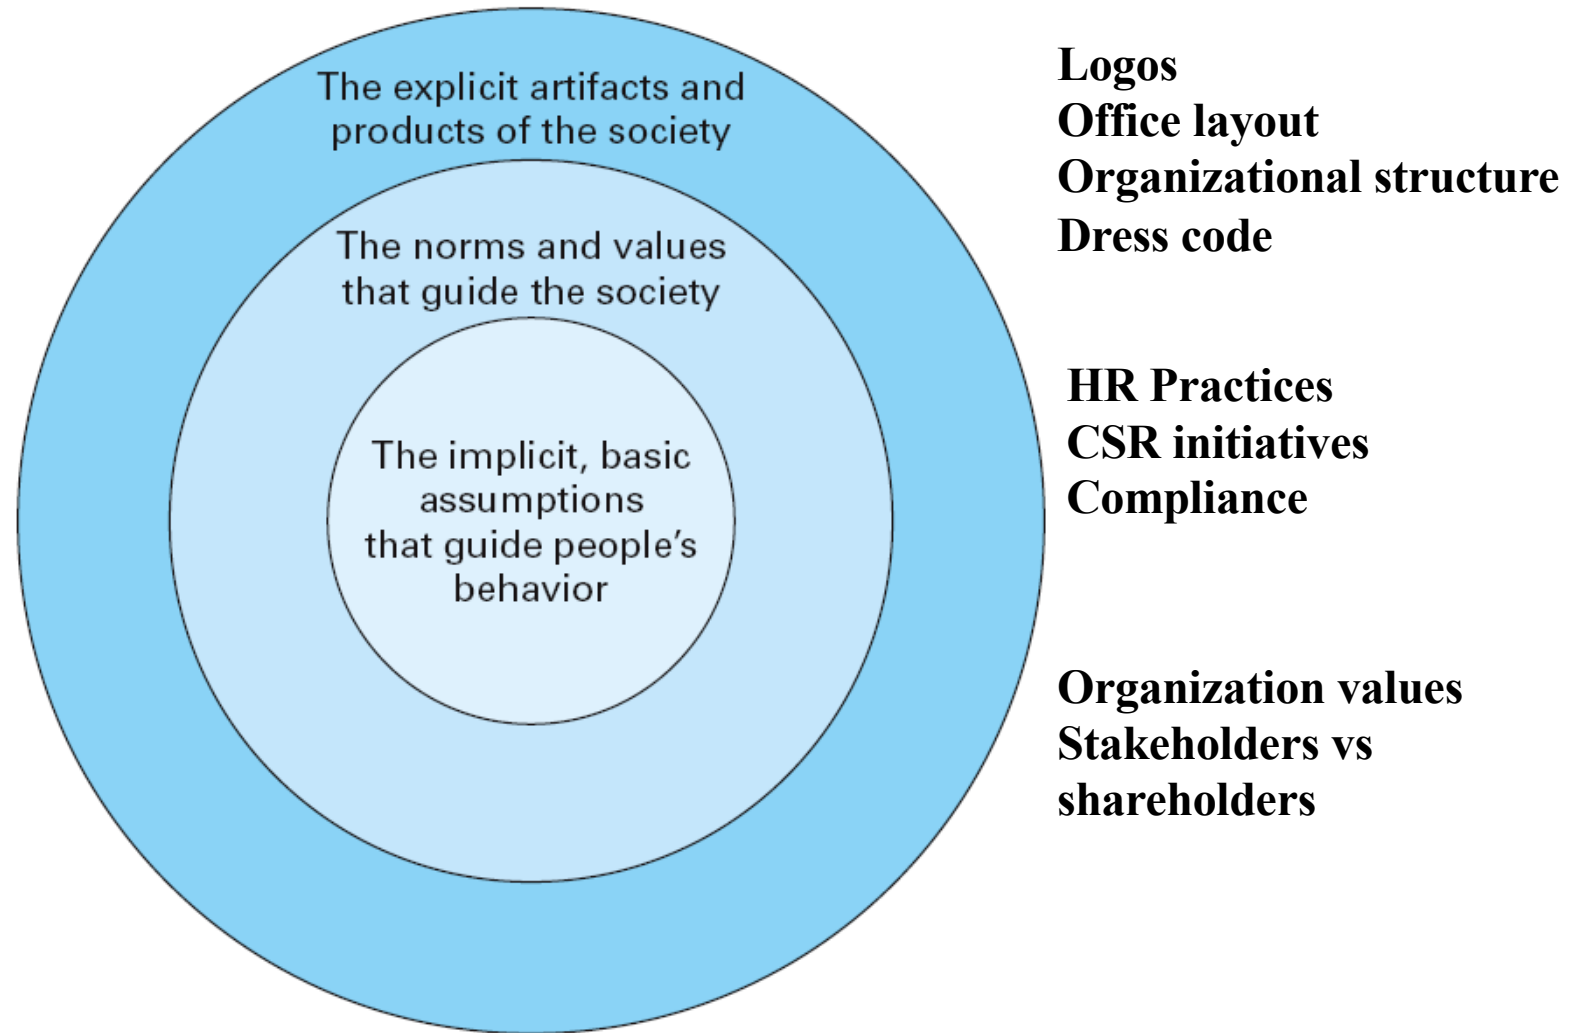 The explicit artifacts and
products of the society
The norms and values
that guide the society
The implicit, basic
assumptions
that guide people’s
behavior
Logos
Office layout
Organizational structure
Dress code
HR Practices
CSR initiatives
Compliance
Organization values
Stakeholders vs
shareholders